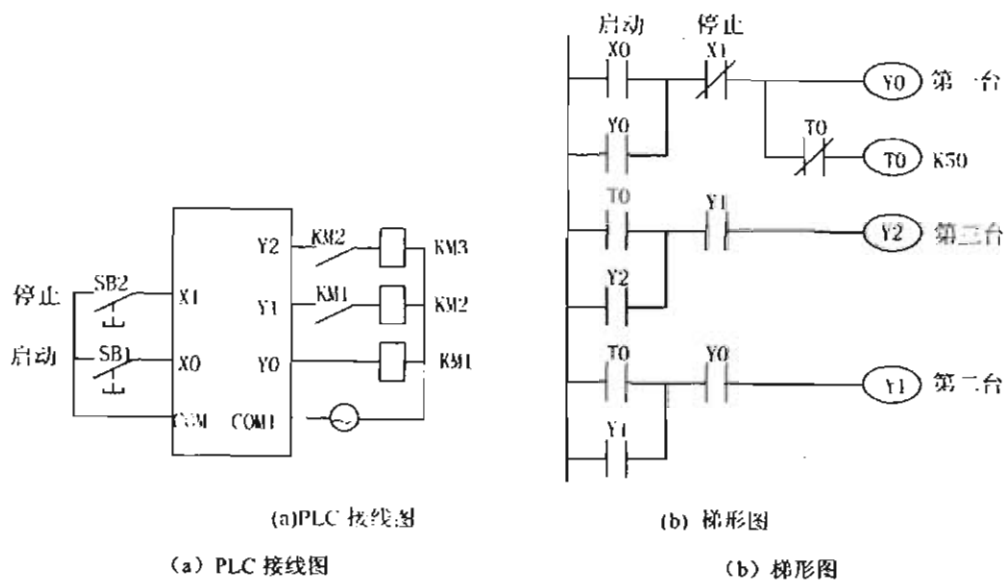 停止
启动
SB2
SB1
X1
X0
COM
Y2
Y1
Y0
COM1
KM2
KM1
KM3
KM2
KM1
(a)PLC 接线图
(a) PLC 接线图
启动
停止
X0
X1
Y0
第一台
Y0
T0
T0
K50
T0
Y1
Y2
第三台
Y2
T0
Y0
Y1
第二台
Y1
(b) 梯形图
(b) 梯形图